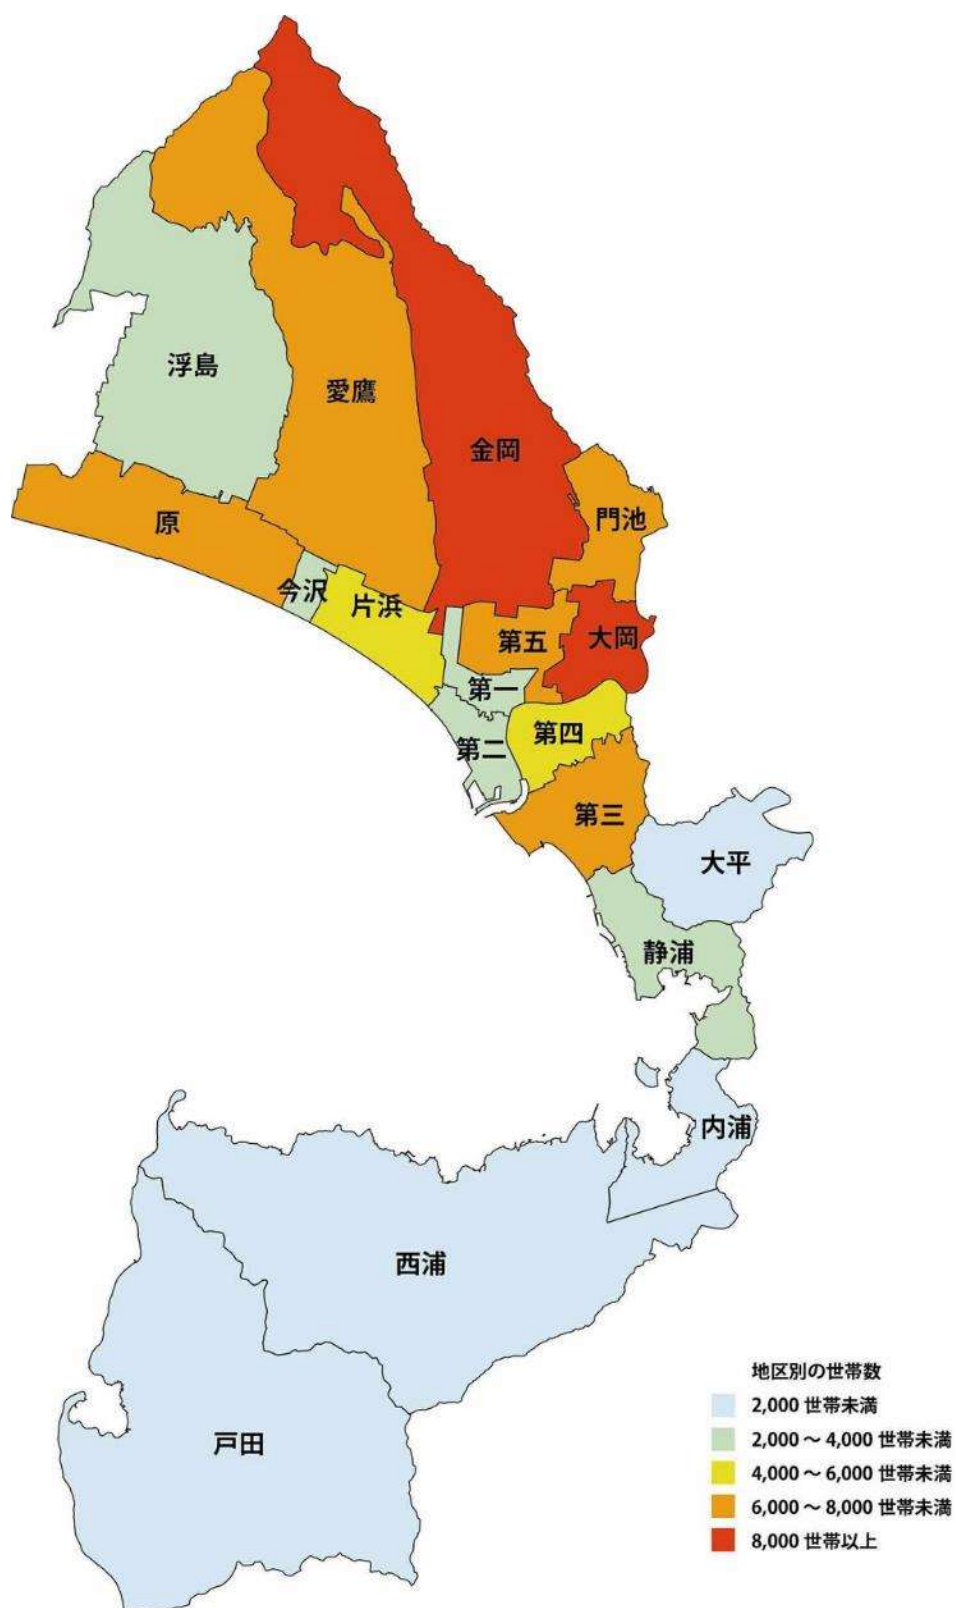 浮島
愛鷹
金岡
原
門池
今沢
片浜
第五
大岡
第一
第二
第四
第三
大平
静浦
内浦
西浦
戸田
地区別の世帯数
2,000 世帯未満
2,000 ～ 4,000 世帯未満
4,000 ～ 6,000 世帯未満
6,000 ～ 8,000 世帯未満
8,000 世帯以上